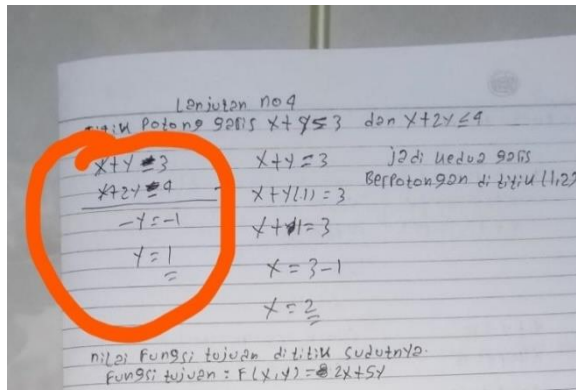 Lanjutan no 4
titik Potong garis x+y≤3 dan x+2y≤4
x+y=3
x+2y=4
-y=-1
y=1
x+y=3
x+y(1)=3
x+1=3
x=3-1
x=2
jadi kedua garis
Berpotongan di titik (1,2)
nilai Fungsi tujuan di titik sudutnya.
Fungsi tujuan : F(x,y) = 2x+5y